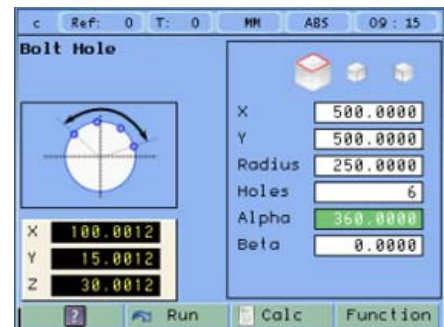 c Ref: 0 T: 0 MM ABS 09 : 15
Bolt Hole
X 500.0000
Y 500.0000
Radius 250.0000
Holes 6
Alpha 360.0000
Beta 0.0000
X 100.0012
Y 15.0012
Z 30.0012
? Run Calc Function